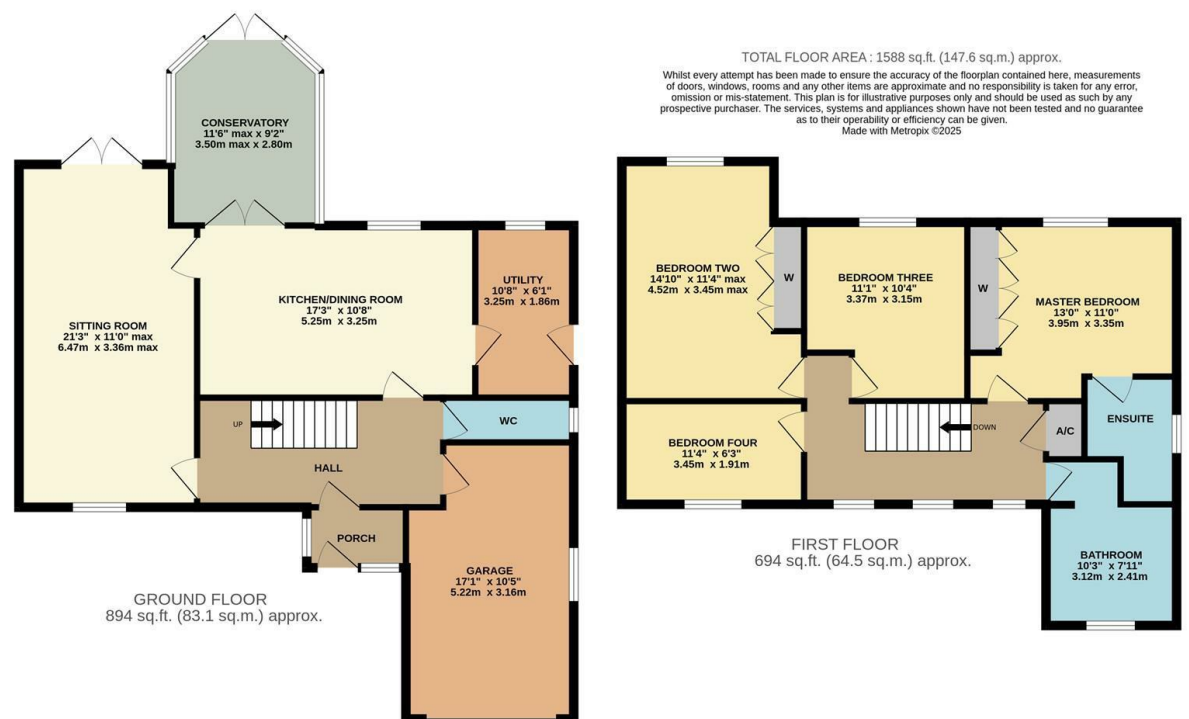 CONSERVATORY
11'6" max x 9'2"
3.50m max x 2.80m
SITTING ROOM
21'3" x 11'0" max
6.47m x 3.36m max
KITCHEN/DINING ROOM
17'3" x 10'8"
5.25m x 3.25m
UTILITY
10'8" x 6'1"
3.25m x 1.86m
UP
WC
HALL
PORCH
GARAGE
17'1" x 10'5"
5.22m x 3.16m
GROUND FLOOR
894 sq.ft. (83.1 sq.m.) approx.
TOTAL FLOOR AREA : 1588 sq.ft. (147.6 sq.m.) approx.
Whilst every attempt has been made to ensure the accuracy of the floorplan contained here, measurements
of doors, windows, rooms and any other items are approximate and no responsibility is taken for any error,
omission or mis-statement. This plan is for illustrative purposes only and should be used as such by any
prospective purchaser. The services, systems and appliances shown have not been tested and no guarantee
as to their operability or efficiency can be given.
Made with Metropix ©2025
BEDROOM TWO
14'10" x 11'4" max
4.52m x 3.45m max
W
BEDROOM THREE
11'1" x 10'4"
3.37m x 3.15m
W
MASTER BEDROOM
13'0" x 11'0"
3.95m x 3.35m
BEDROOM FOUR
11'4" x 6'3"
3.45m x 1.91m
DOWN
A/C
ENSUITE
BATHROOM
10'3" x 7'11"
3.12m x 2.41m
FIRST FLOOR
694 sq.ft. (64.5 sq.m.) approx.